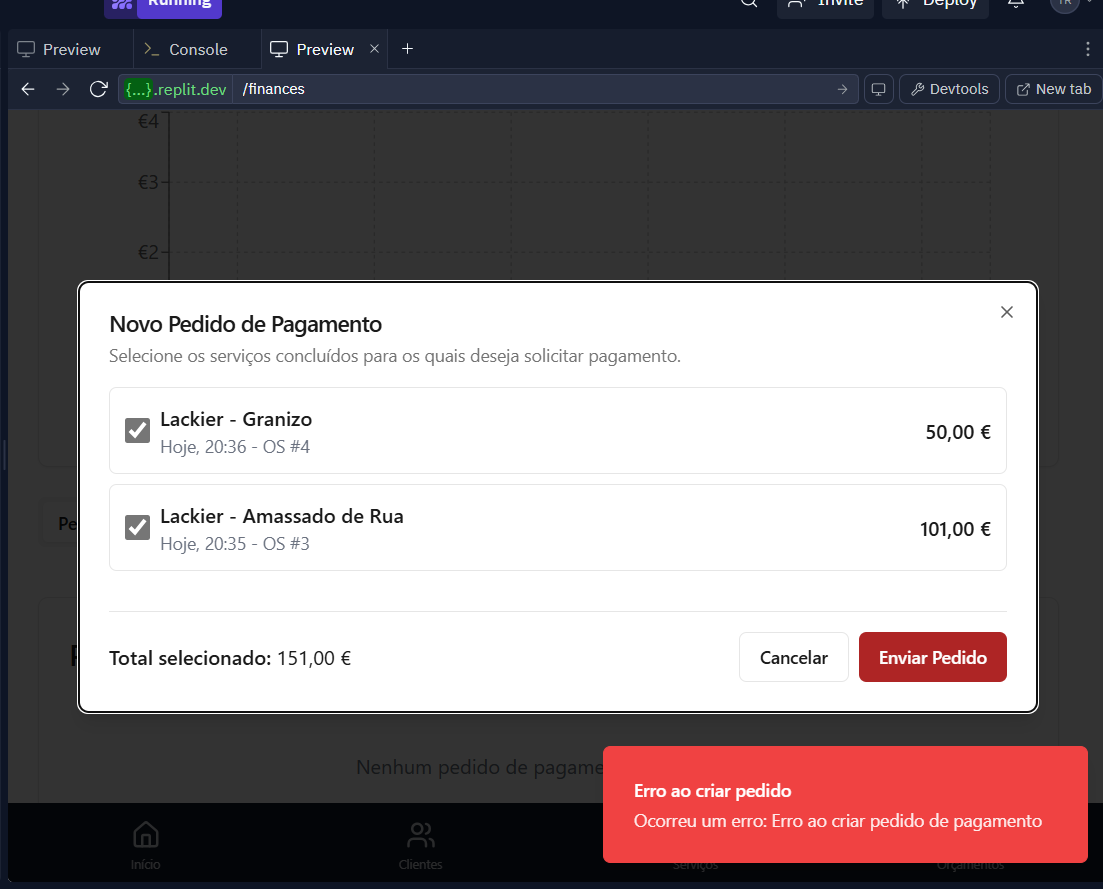 Running
Invite
Deploy
TR
Preview
Console
Preview
{...}.replit.dev
/finances
Devtools
New tab
€4
€3
€2
Novo Pedido de Pagamento
Selecione os serviços concluídos para os quais deseja solicitar pagamento.
Lackier - Granizo
Hoje, 20:36 - OS #4
50,00 €
Lackier - Amassado de Rua
Hoje, 20:35 - OS #3
101,00 €
Pe
Total selecionado: 151,00 €
Cancelar
Enviar Pedido
Nenhum pedido de pagame
Erro ao criar pedido
Ocorreu um erro: Erro ao criar pedido de pagamento
Início
Clientes
Serviços
Orçamentos